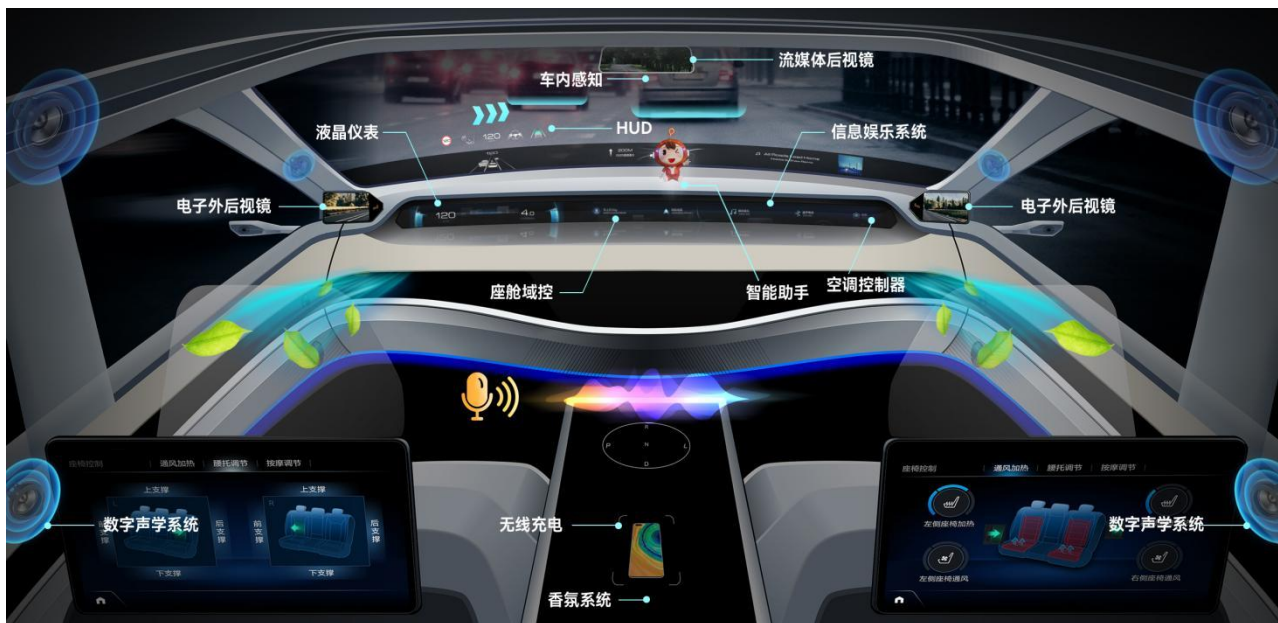 流媒体后视镜
车内感知
液晶仪表
HUD
信息娱乐系统
120
电子外后视镜
电子外后视镜
120
4.0
座舱域控
智能助手
空调控制器
R
P
N
L
D
座椅控制
通风加热
腰托调节
按摩调节
上支撑
上支撑
后支撑
前支撑
后支撑
下支撑
下支撑
数字声学系统
无线充电
香氛系统
座椅控制
通风加热
腰托调节
按摩调节
左侧座椅加热
数字声学系统
左侧座椅通风
右侧座椅通风